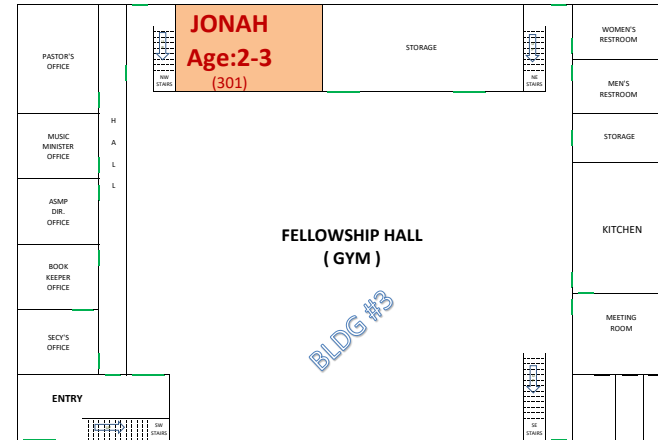 PASTOR'S
OFFICE
MUSIC
MINISTER
OFFICE
ASMP
DIR.
OFFICE
BOOK
KEEPER
OFFICE
SECY'S
OFFICE
ENTRY
H
A
L
L
NW
STAIRS
JONAH
Age:2-3
(301)
STORAGE
NE
STAIRS
FELLOWSHIP HALL
( GYM )
BLDG #3
SW
STAIRS
SE
STAIRS
WOMEN'S
RESTROOM
MEN'S
RESTROOM
STORAGE
KITCHEN
MEETING
ROOM